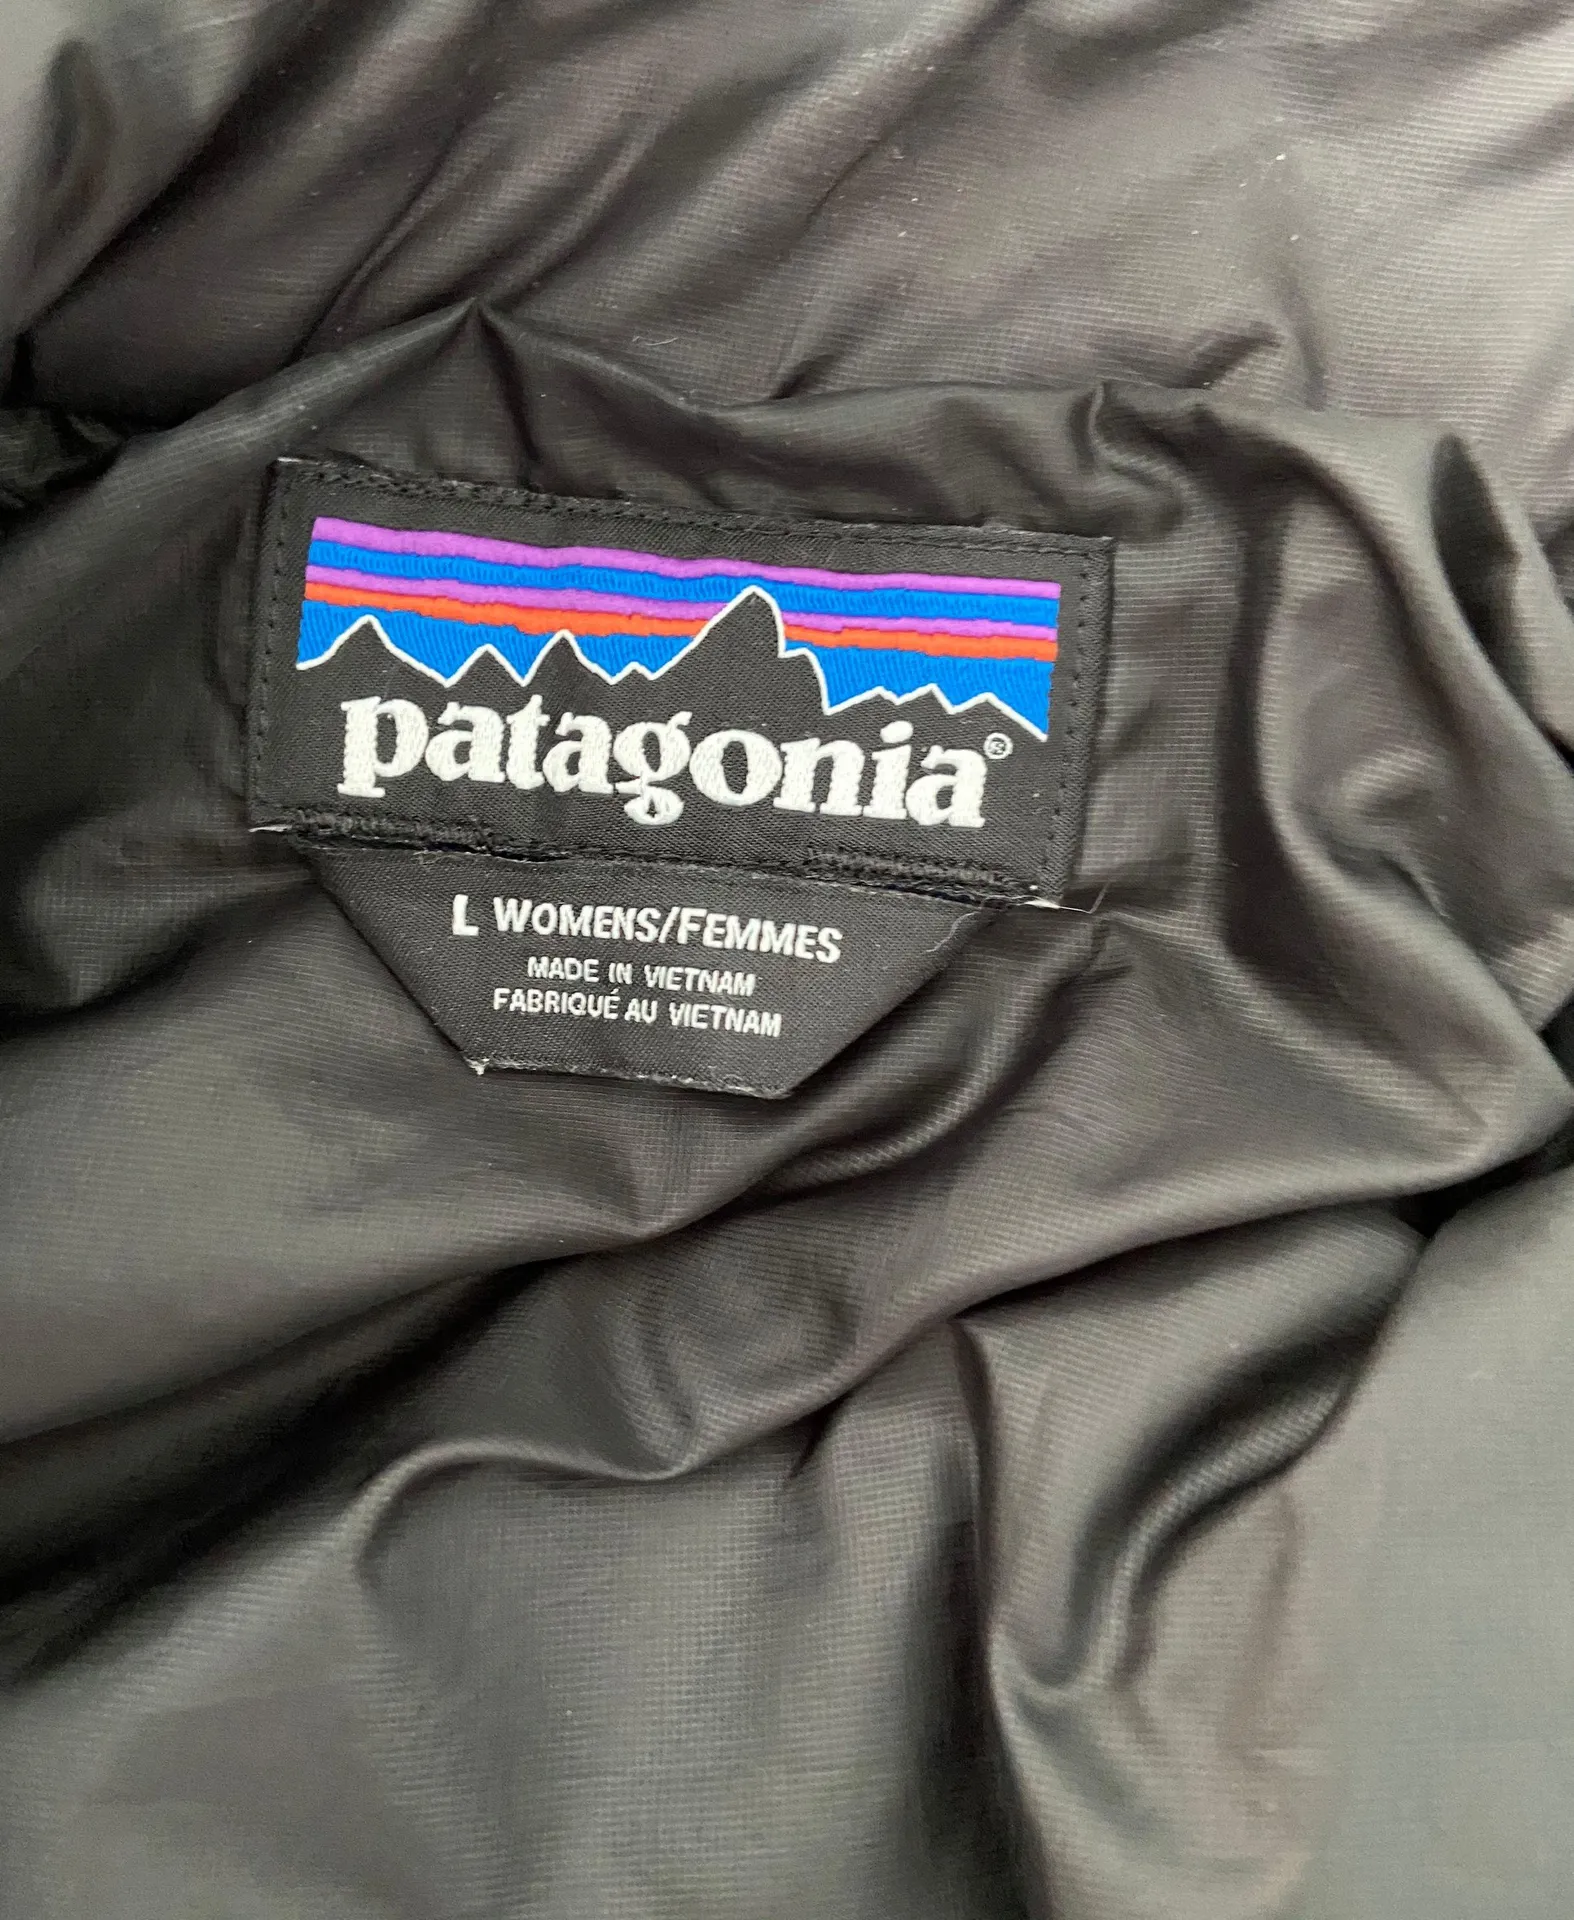 patagonia®
L WOMENS/FEMMES
MADE IN VIETNAM
FABRIQUÉ AU VIETNAM